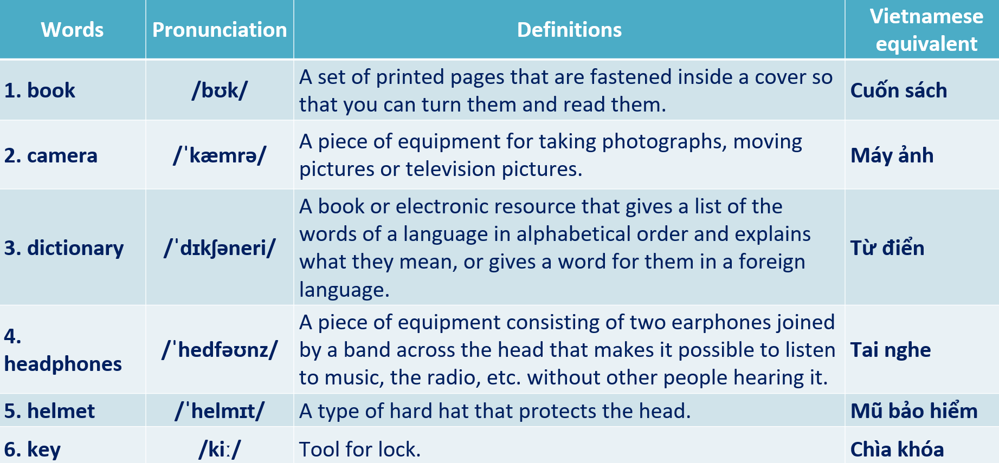 Words Pronunciation Definitions Vietnamese
equivalent
1. book /bʊk/ A set of printed pages that are fastened inside a cover so
that you can turn them and read them. Cuốn sách
2. camera /ˈkæmrə/ A piece of equipment for taking photographs, moving
pictures or television pictures. Máy ảnh
3. dictionary /ˈdɪkʃəneri/ A book or electronic resource that gives a list of the
words of a language in alphabetical order and explains
what they mean, or gives a word for them in a foreign
language. Từ điển
4.
headphones /ˈhedfəʊnz/ A piece of equipment consisting of two earphones joined
by a band across the head that makes it possible to listen
to music, the radio, etc. without other people hearing it. Tai nghe
5. helmet /ˈhelmɪt/ A type of hard hat that protects the head. Mũ bảo hiểm
6. key /kiː/ Tool for lock. Chìa khóa